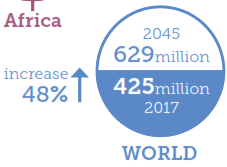 Africa
increase
48%
2045
629million
425million
2017
WORLD